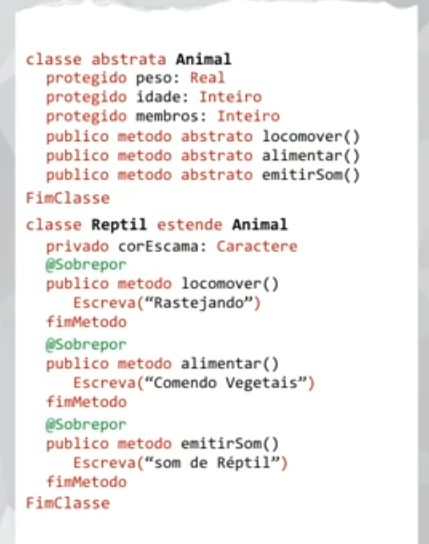 classe abstrata Animal
protegido peso: Real
protegido idade: Inteiro
protegido membros: Inteiro
publico metodo abstrato locomover()
publico metodo abstrato alimentar()
publico metodo abstrato emitirSom()
FimClasse
classe Reptil estende Animal
privado corEscama: Caractere
@Sobrepor
publico metodo locomover()
Escreva(“Rastejando”)
fimMetodo
@Sobrepor
publico metodo alimentar()
Escreva(“Comendo Vegetais”)
fimMetodo
@Sobrepor
publico metodo emitirSom()
Escreva(“som de Réptil”)
fimMetodo
FimClasse